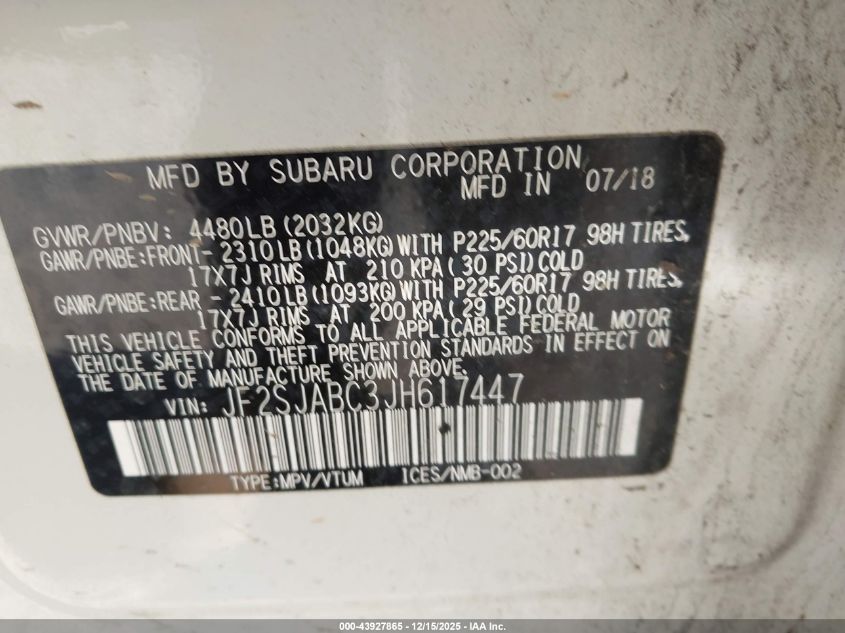 MFD BY SUBARU CORPORATION
MFD IN 07/18
GVWR/PNBV: 4480LB(2032KG)
GAWR/PNBE:FRONT- 2310LB(1048KG)WITH P225/60R17 98H TIRES,
17X7J RIMS AT 210 KPA(30 PSI)COLD
GAWR/PNBE:REAR - 2410LB(1093KG)WITH P225/60R17 98H TIRES,
17X7J RIMS AT 200 KPA(29 PSI)COLD
THIS VEHICLE CONFORMS TO ALL APPLICABLE FEDERAL MOTOR
VEHICLE SAFETY AND THEFT PREVENTION STANDARDS IN EFFECT ON
THE DATE OF MANUFACTURE SHOWN ABOVE.
VIN: JF2SJABC3JH617447
TYPE:MPV/VTUM ICES/NMB-002
000-43927865 - 12/15/2025 - IAA Inc.